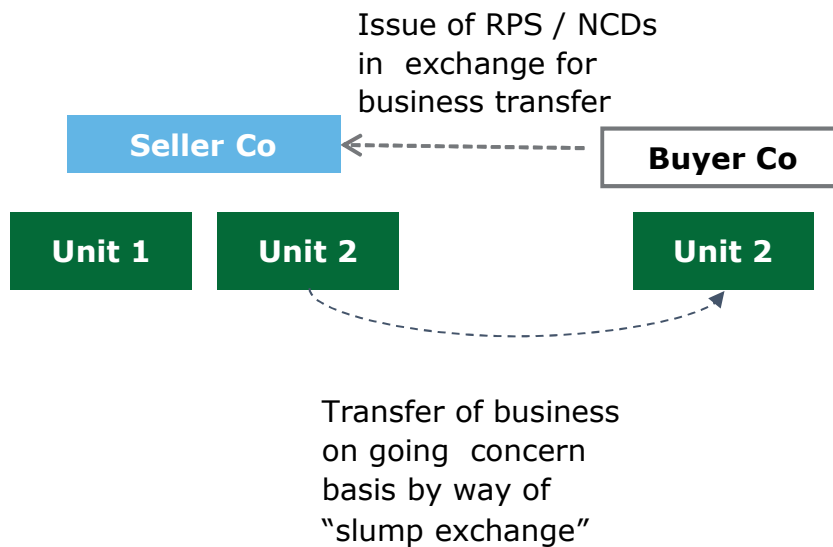 Issue of RPS / NCDs
in exchange for
business transfer
Seller Co
Buyer Co
Unit 1
Unit 2
Unit 2
Transfer of business
on going concern
basis by way of
“slump exchange”